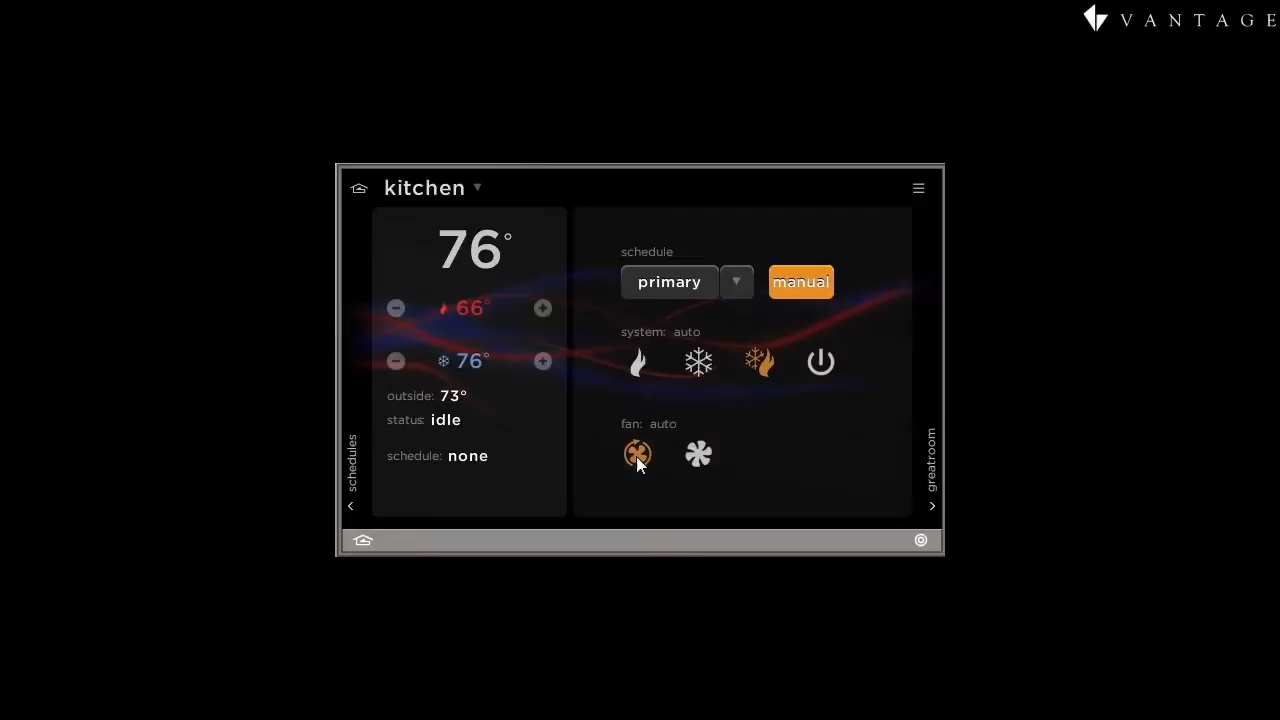 VANTAGE
kitchen
76°
66°
76°
outside: 73°
status: idle
schedule: none
schedule
primary
manual
system: auto
fan: auto
schedules
greatroom